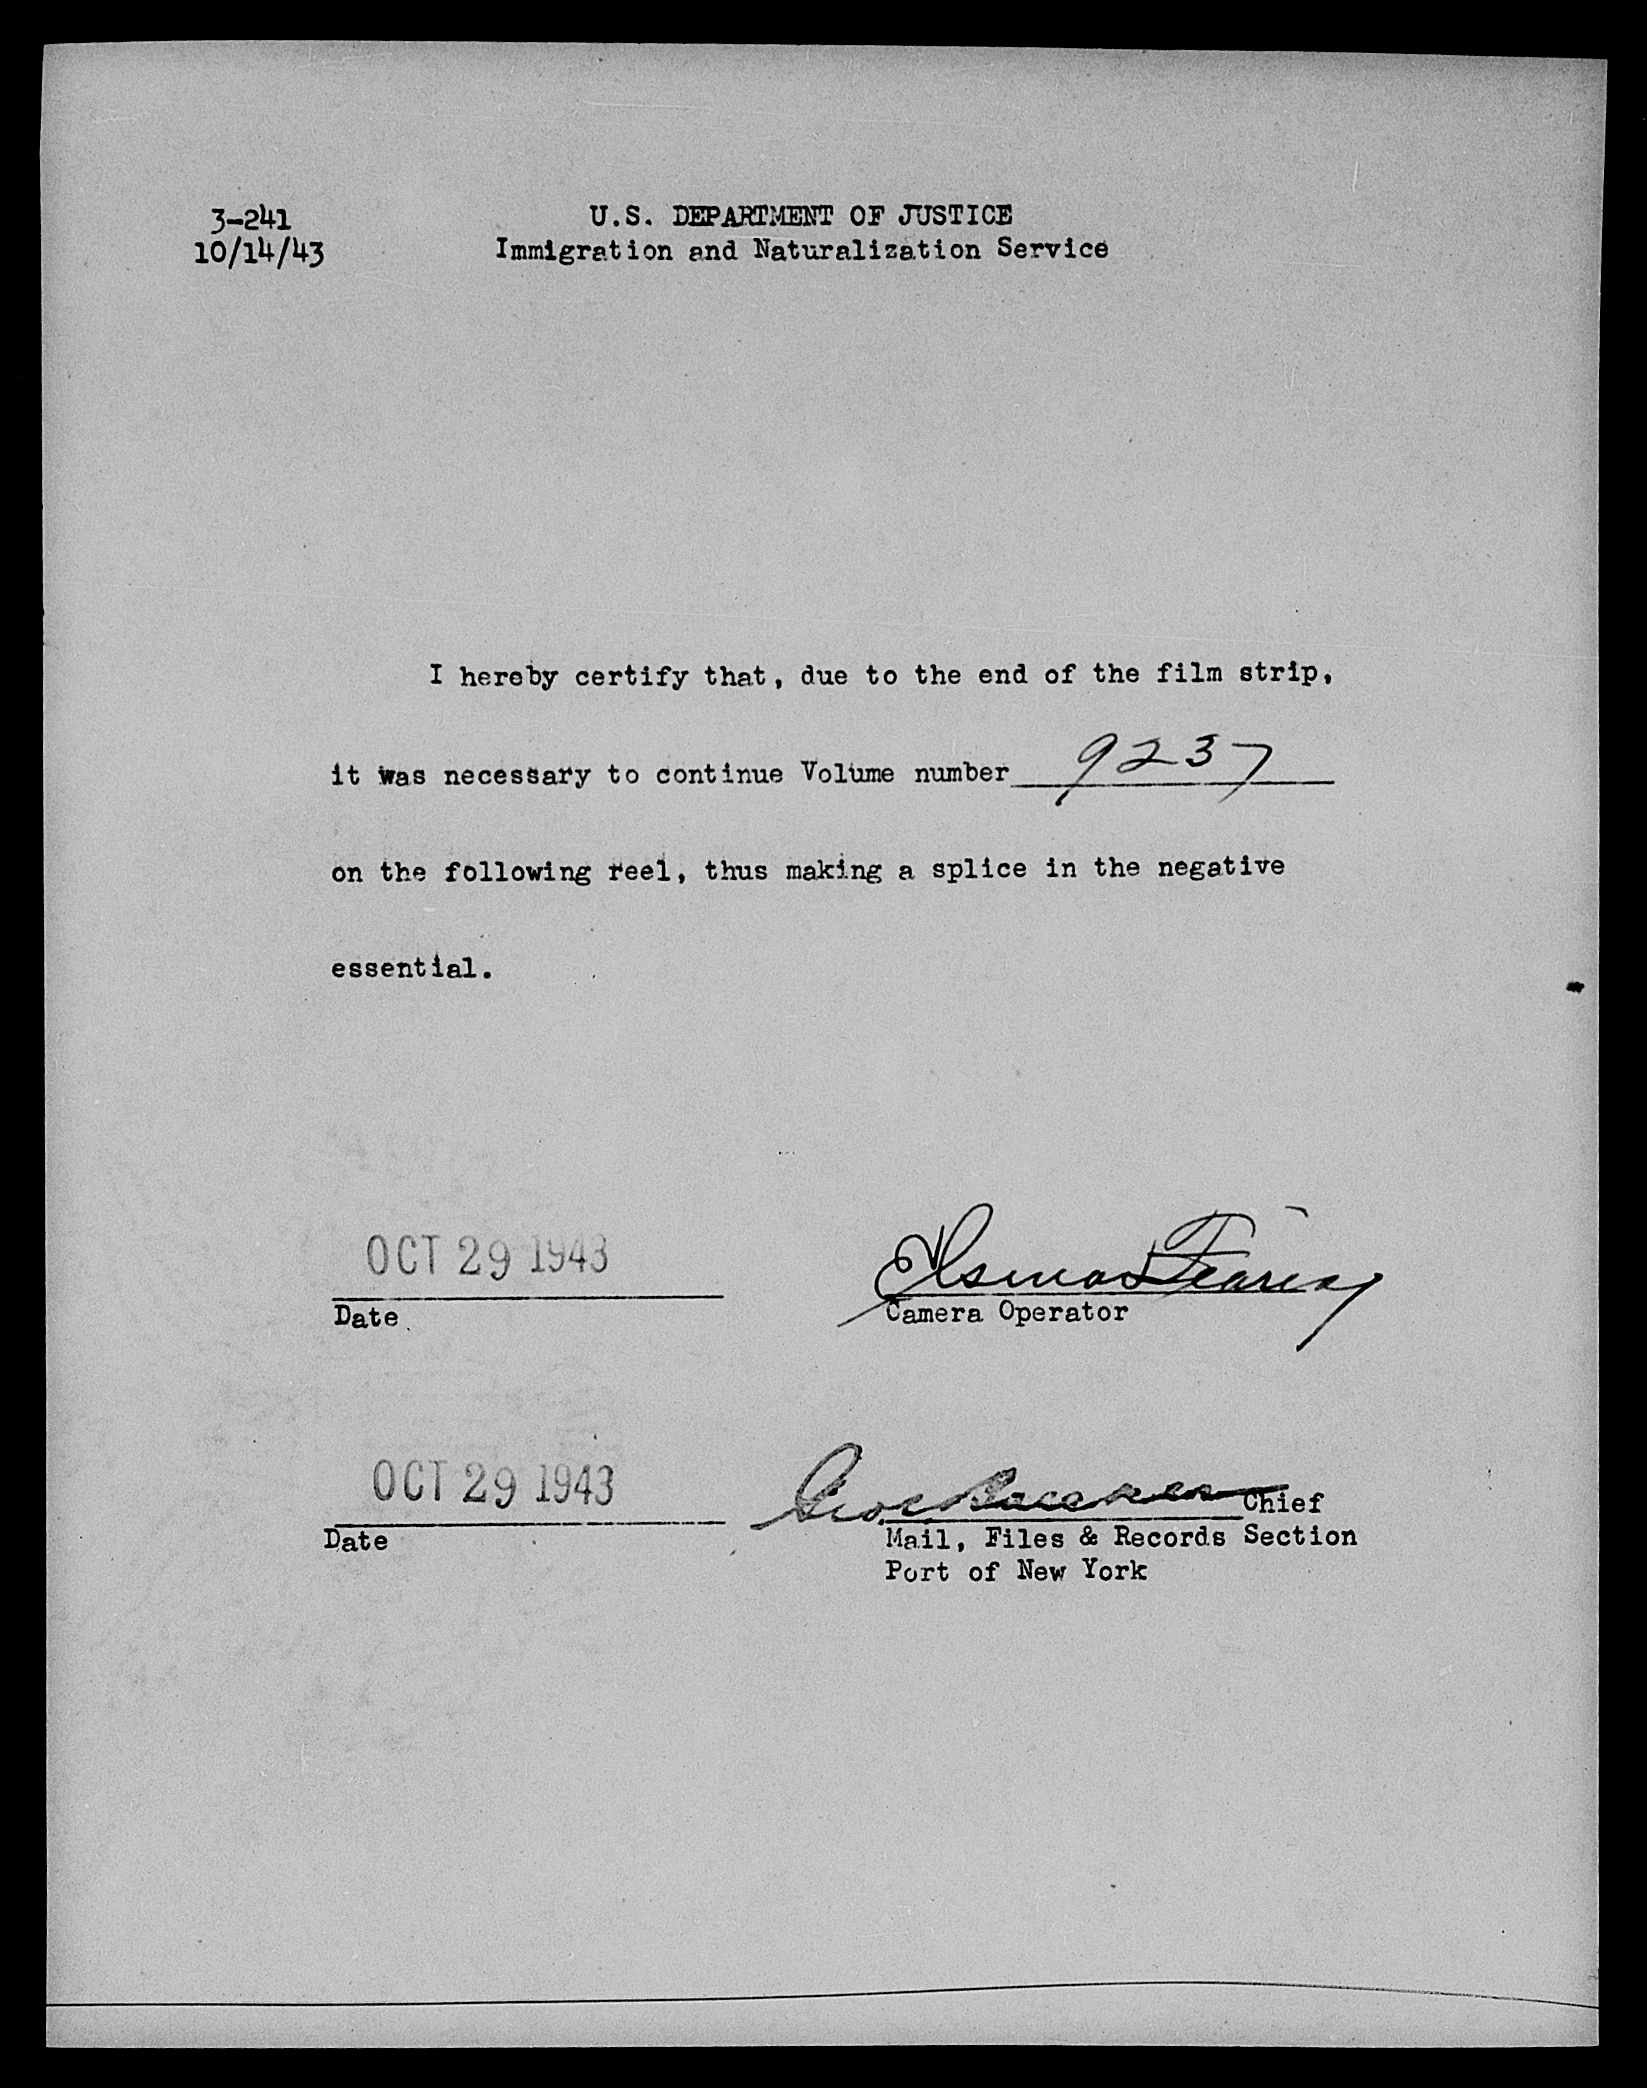 3-241
10/14/43
U.S. DEPARTMENT OF JUSTICE
Immigration and Naturalization Service
I hereby certify that, due to the end of the film strip,
it was necessary to continue Volume number 9237
on the following reel, thus making a splice in the negative
essential.
OCT 29 1943
Date
Fearing
Camera Operator
OCT 29 1943
Date
Geo.
Chief
Mail, Files & Records Section
Port of New York